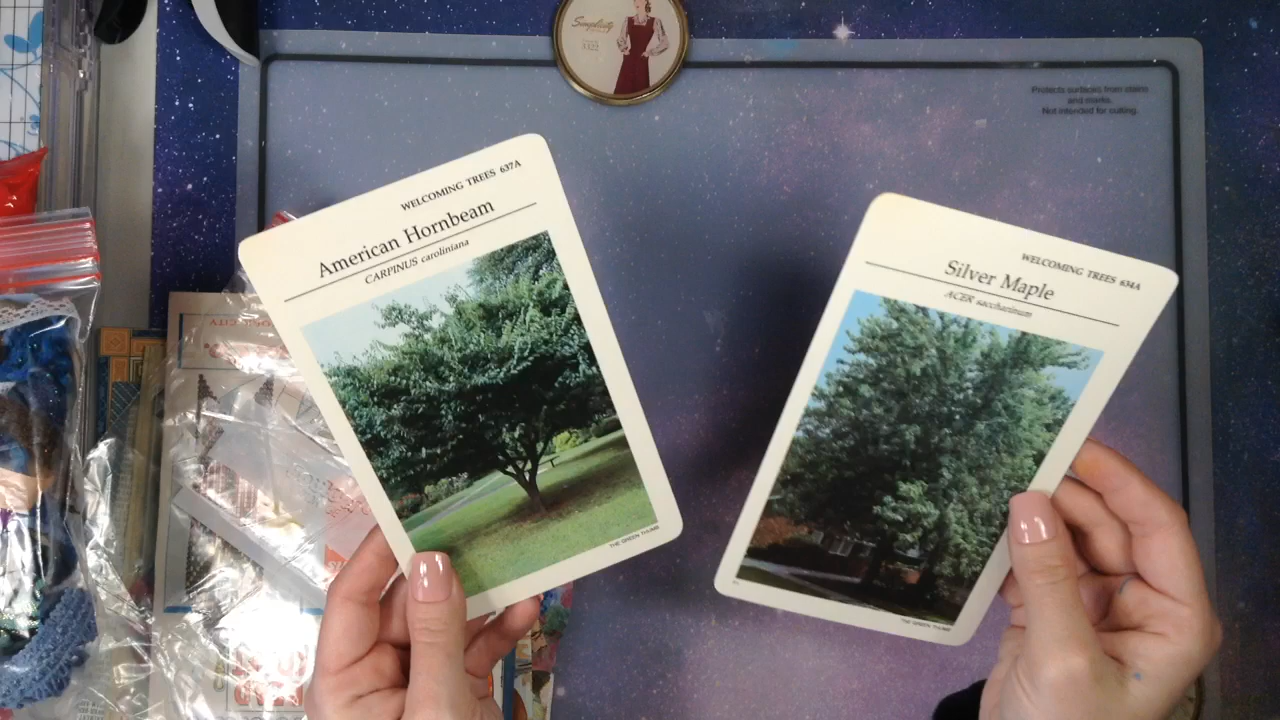 Simplicity
1322
Protects surfaces from stains
and marks.
Not intended for cutting.
WELCOMING TREES 637A
American Hornbeam
CARPINUS caroliniana
THE GREEN THUMB
WELCOMING TREES 634A
Silver Maple
ACER saccharinum
THE GREEN THUMB